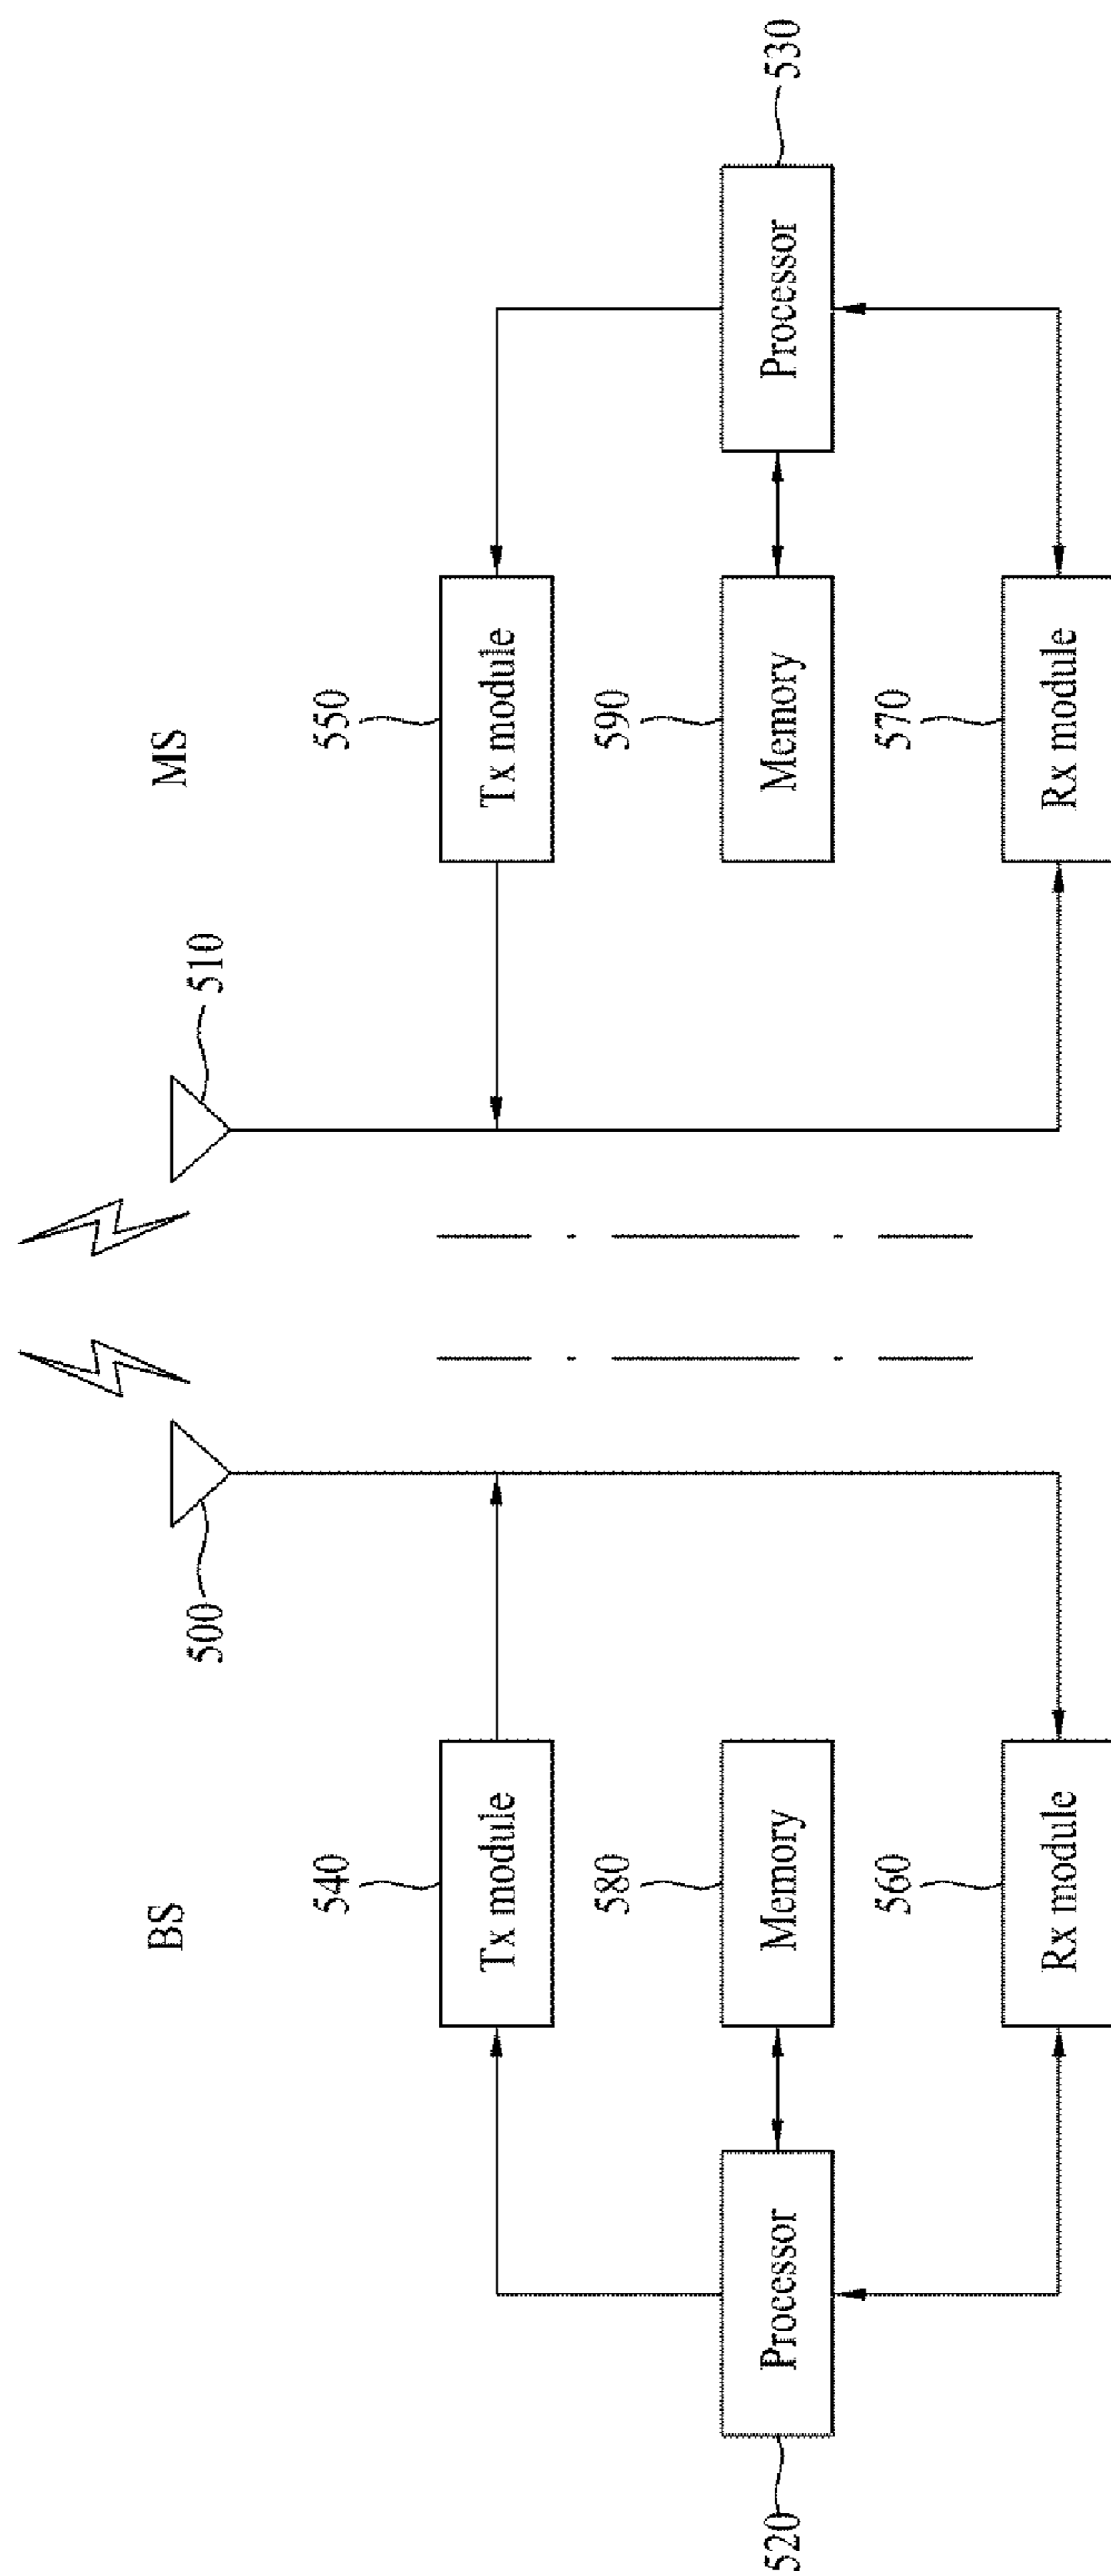 BS
MS
500
510
540
Tx module
550
Tx module
520
Processor
580
Memory
590
Memory
Processor
530
560
Rx module
570
Rx module